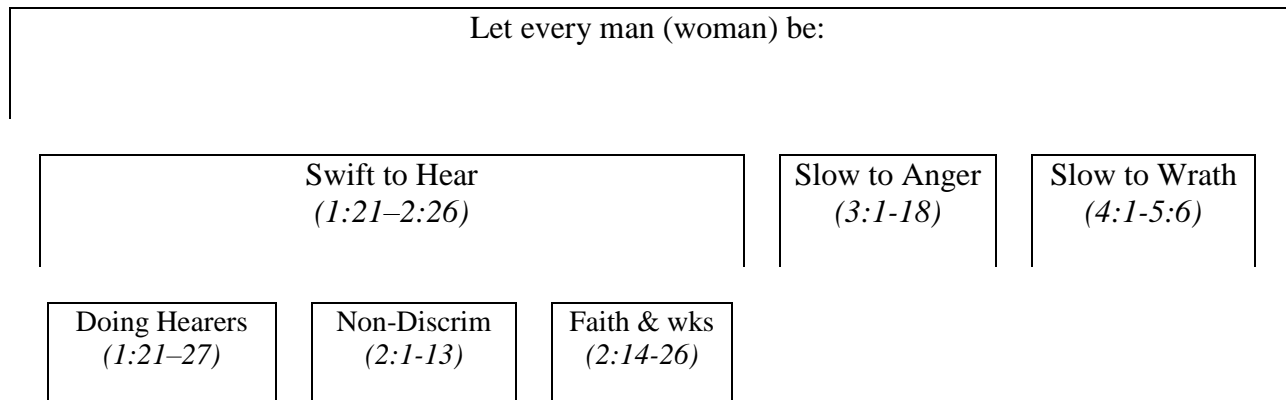 Let every man (woman) be:
Swift to Hear
(1:21–2:26)
Slow to Anger
(3:1-18)
Slow to Wrath
(4:1-5:6)
Doing Hearers
(1:21–27)
Non-Discrim
(2:1-13)
Faith & wks
(2:14-26)